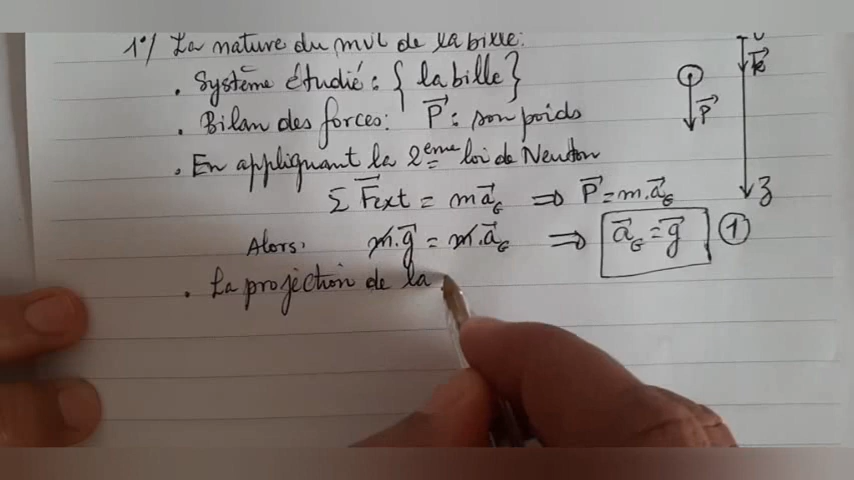 1°/ La nature du mvt de la bille:
. Système étudié : { la bille }
. Bilan des forces: P⃗ : son poids
. En appliquant la 2ème loi de Newton
Σ F⃗ext = m a⃗G ⟹ P⃗ = m.a⃗G
Alors: m.g⃗ = m.a⃗G ⟹ a⃗G = g⃗ ①
. La projection de la
k⃗
P⃗
z